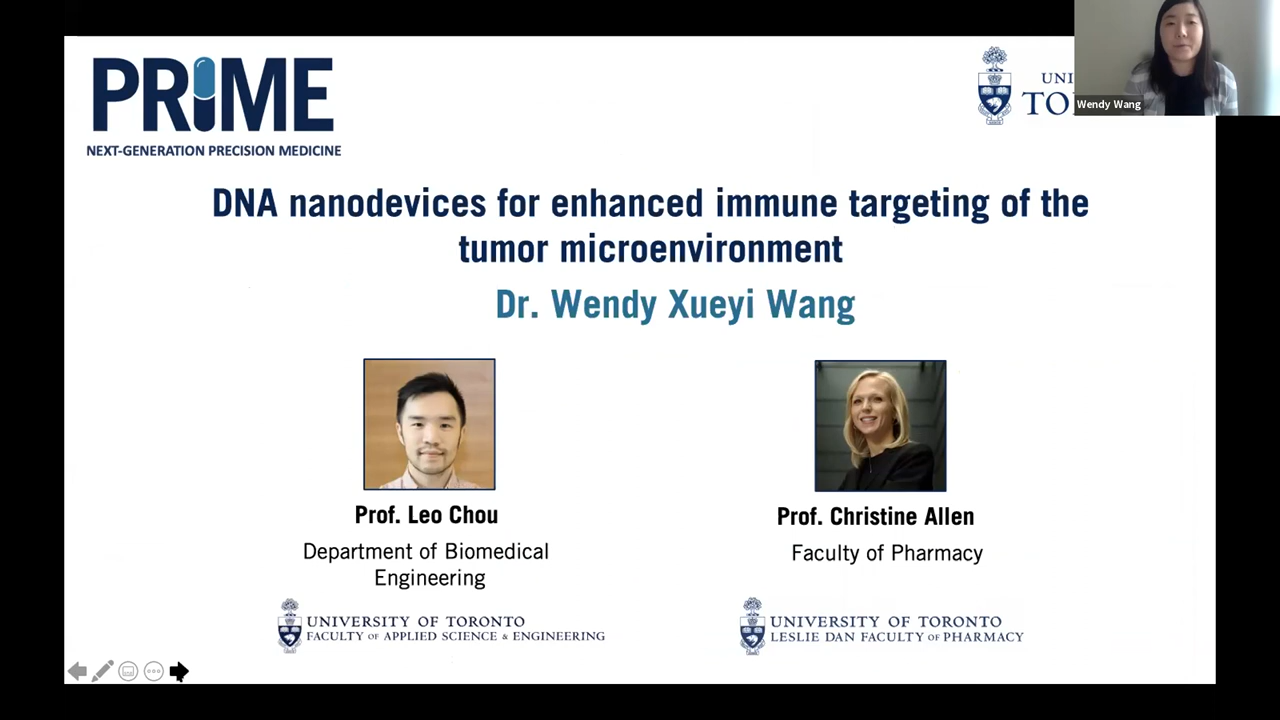 PRIME
NEXT-GENERATION PRECISION MEDICINE
UNI
TO
Wendy Wang
DNA nanodevices for enhanced immune targeting of the
tumor microenvironment
Dr. Wendy Xueyi Wang
Prof. Leo Chou
Department of Biomedical
Engineering
UNIVERSITY OF TORONTO
FACULTY OF APPLIED SCIENCE & ENGINEERING
Prof. Christine Allen
Faculty of Pharmacy
UNIVERSITY OF TORONTO
LESLIE DAN FACULTY OF PHARMACY